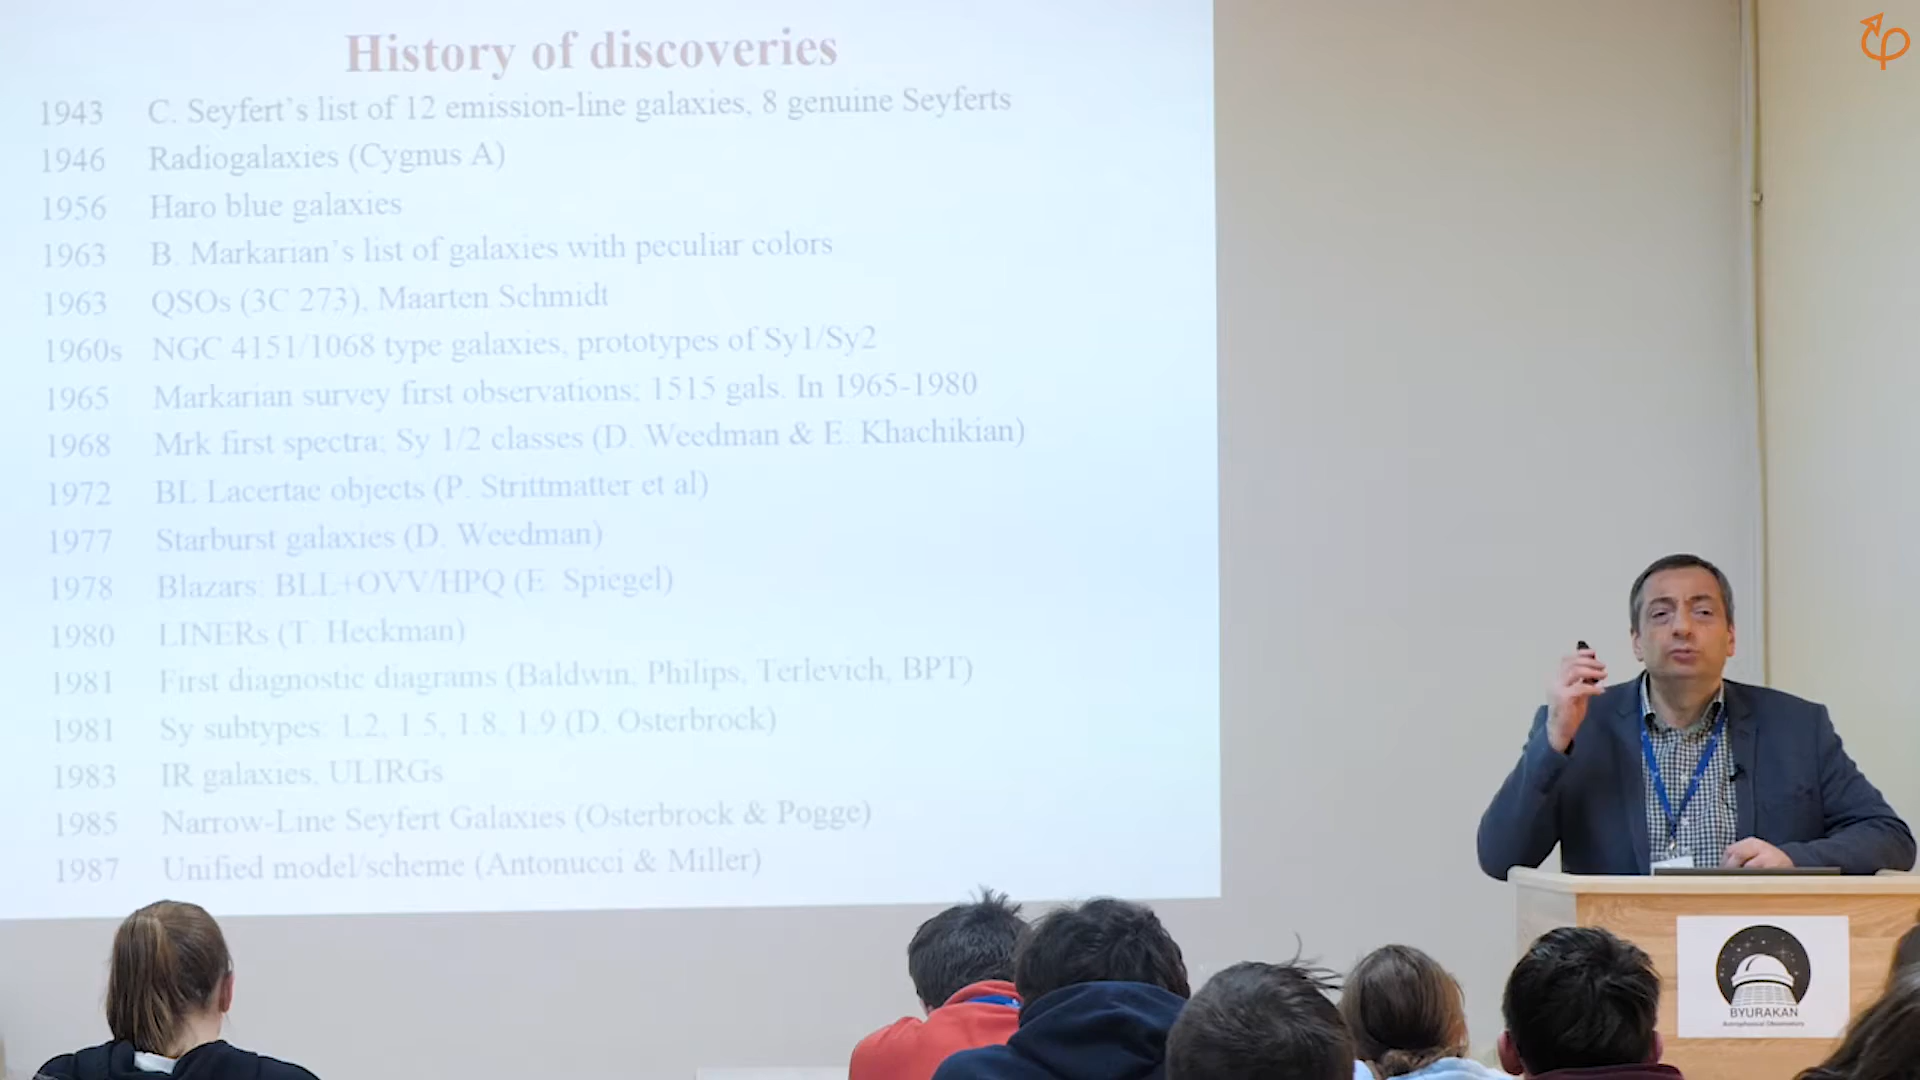 History of discoveries
1943 C. Seyfert's list of 12 emission-line galaxies, 8 genuine Seyferts
1946 Radiogalaxies (Cygnus A)
1956 Haro blue galaxies
1963 B. Markarian's list of galaxies with peculiar colors
1963 QSOs (3C 273), Maarten Schmidt
1960s NGC 4151/1068 type galaxies, prototypes of Sy1/Sy2
1965 Markarian survey first observations; 1515 gals. In 1965-1980
1968 Mrk first spectra; Sy 1/2 classes (D. Weedman & E. Khachikian)
1972 BL Lacertae objects (P. Strittmatter et al)
1977 Starburst galaxies (D. Weedman)
1978 Blazars: BLL+OVV/HPQ (E. Spiegel)
1980 LINERs (T. Heckman)
1981 First diagnostic diagrams (Baldwin, Philips, Terlevich, BPT)
1981 Sy subtypes: 1.2, 1.5, 1.8, 1.9 (D. Osterbrock)
1983 IR galaxies, ULIRGs
1985 Narrow-Line Seyfert Galaxies (Osterbrock & Pogge)
1987 Unified model/scheme (Antonucci & Miller)
BYURAKAN
Astrophysical Observatory